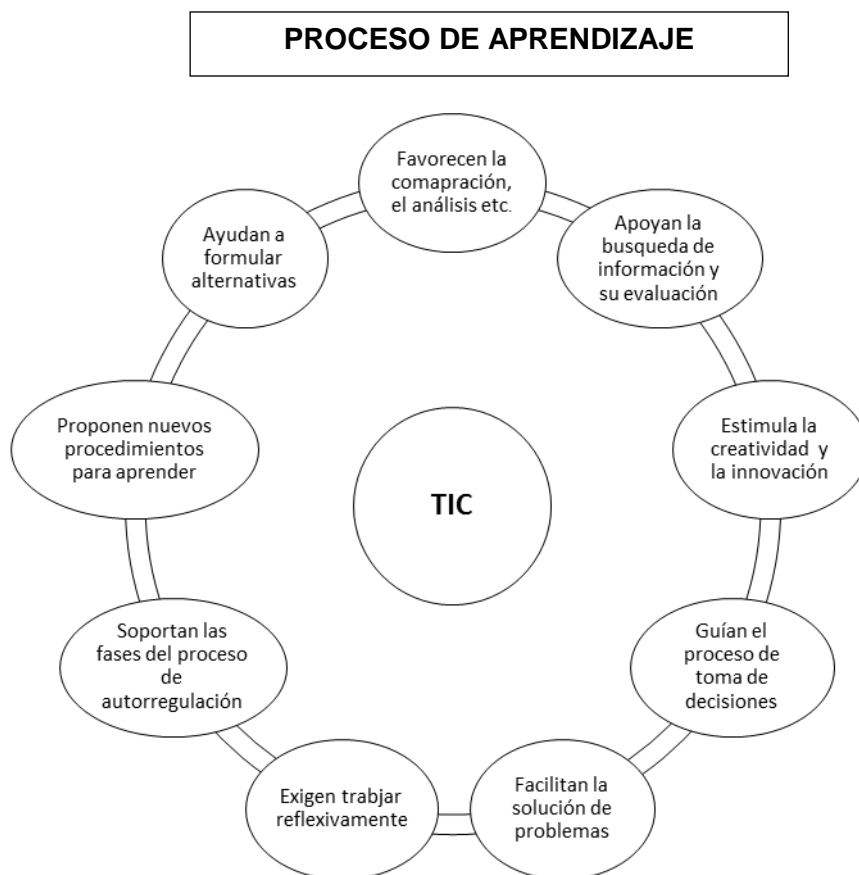 PROCESO DE APRENDIZAJE
Favorecen la
comapración,
el análisis etc.
Apoyan la
busqueda de
información y
su evaluación
Estimula la
creatividad y
la innovación
Guían el
proceso de
toma de
decisiones
Facilitan la
solución de
problemas
Exigen trabjar
reflexivamente
Soportan las
fases del proceso
de
autorregulación
Proponen nuevos
procedimientos
para aprender
Ayudan a
formular
alternativas
TIC